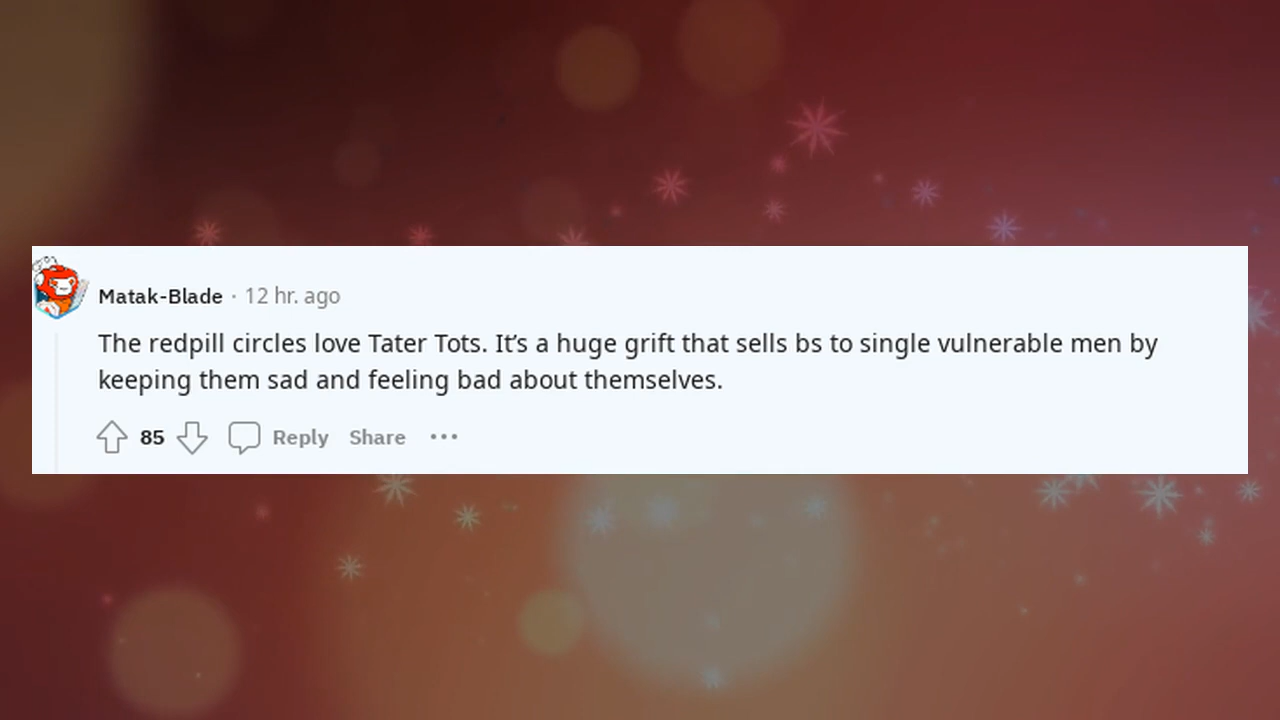 Matak-Blade · 12 hr. ago
The redpill circles love Tater Tots. It’s a huge grift that sells bs to single vulnerable men by
keeping them sad and feeling bad about themselves.
85 Reply Share ···